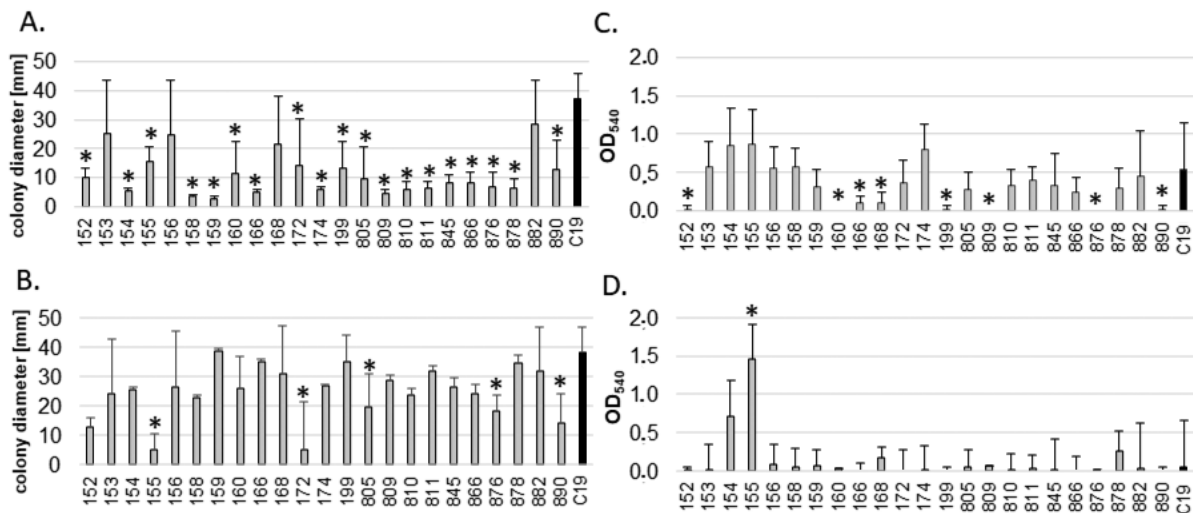 A.
colony diameter [mm]
50
40
30
20
10
0
* * * * * * * * * * * * * * * * * *
152 153 154 155 156 158 159 160 166 168 172 174 199 805 809 810 811 845 866 876 878 882 890 C19
B.
colony diameter [mm]
50
40
30
20
10
0
* * * * *
152 153 154 155 156 158 159 160 166 168 172 174 199 805 809 810 811 845 866 876 878 882 890 C19
C.
OD540
2.0
1.5
1.0
0.5
0.0
* * * * * * * *
152 153 154 155 156 158 159 160 166 168 172 174 199 805 809 810 811 845 866 876 878 882 890 C19
D.
OD540
2.0
1.5
1.0
0.5
0.0
*
152 153 154 155 156 158 159 160 166 168 172 174 199 805 809 810 811 845 866 876 878 882 890 C19